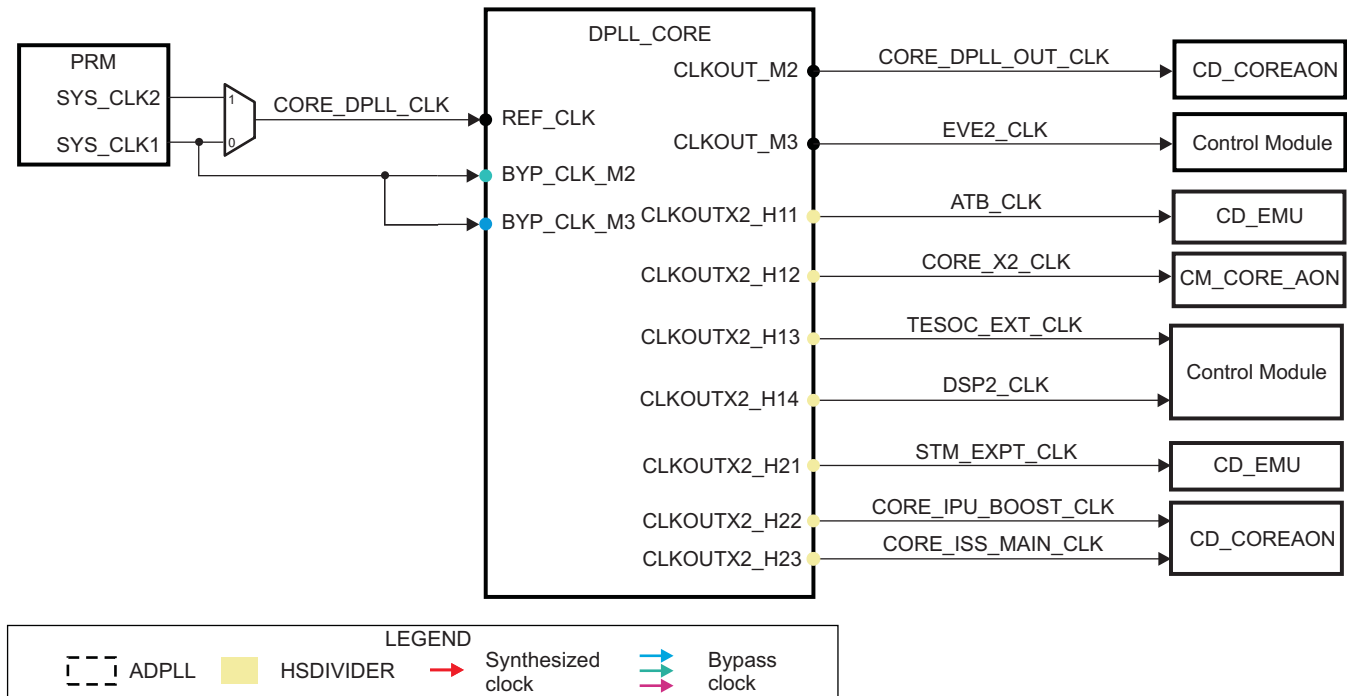 DPLL_CORE
PRM
SYS_CLK2
SYS_CLK1
1
0
CORE_DPLL_CLK
REF_CLK
BYP_CLK_M2
BYP_CLK_M3
CLKOUT_M2
CORE_DPLL_OUT_CLK
CD_COREAON
CLKOUT_M3
EVE2_CLK
Control Module
CLKOUTX2_H11
ATB_CLK
CD_EMU
CLKOUTX2_H12
CORE_X2_CLK
CM_CORE_AON
CLKOUTX2_H13
TESOC_EXT_CLK
Control Module
CLKOUTX2_H14
DSP2_CLK
CLKOUTX2_H21
STM_EXPT_CLK
CD_EMU
CLKOUTX2_H22
CORE_IPU_BOOST_CLK
CD_COREAON
CLKOUTX2_H23
CORE_ISS_MAIN_CLK
LEGEND
ADPLL
HSDIVIDER
Synthesized
clock
Bypass
clock